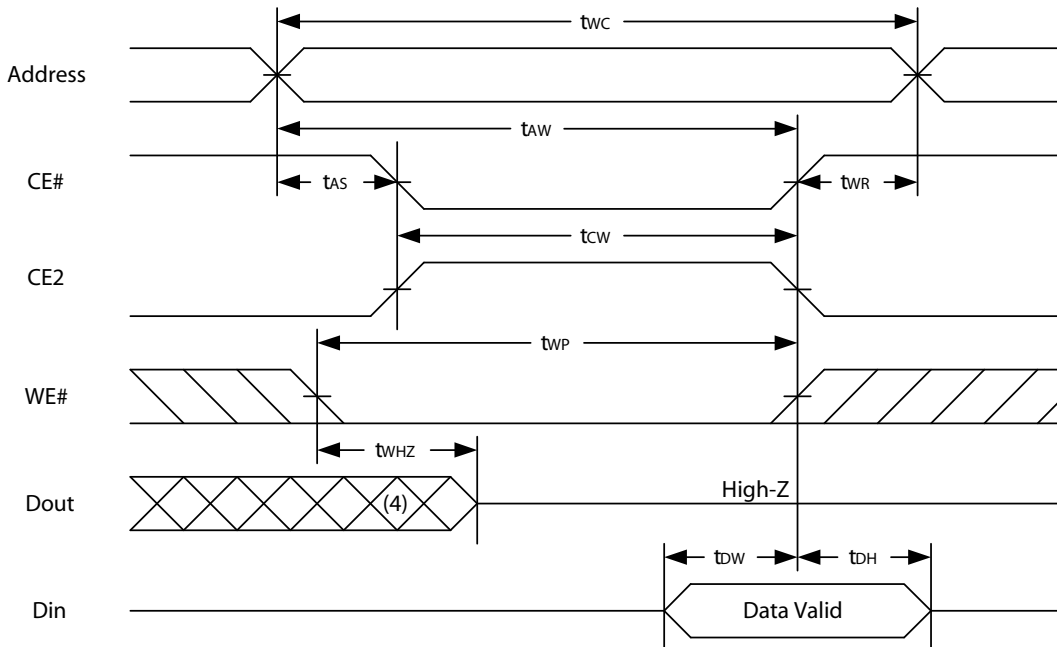 tWC
Address
tAW
CE#
tAS
tWR
tCW
CE2
tWP
WE#
tWHZ
Dout
(4)
High-Z
tDW
tDH
Din
Data Valid